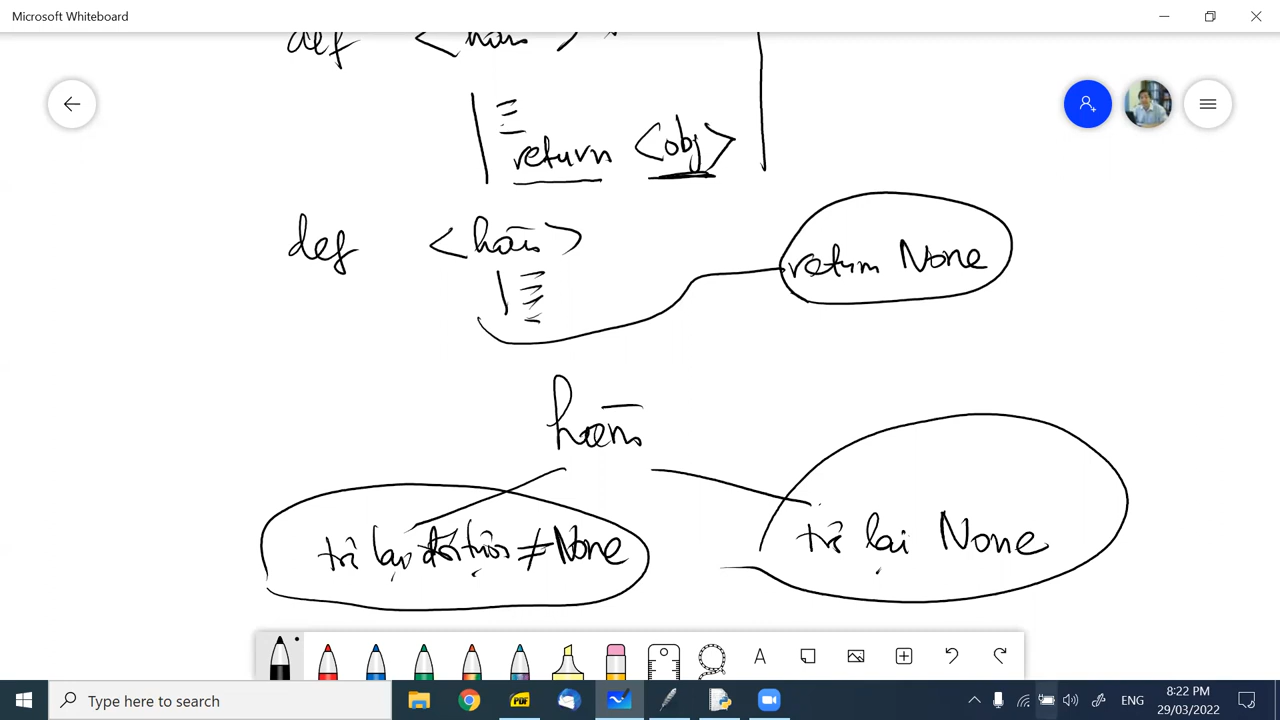 Microsoft Whiteboard
def <hàm>
return <obj>
def <hàm>
return None
hàm
trả lại đối tượng ≠ None
trả lại None
A
Type here to search
PDF
ENG
8:22 PM
29/03/2022